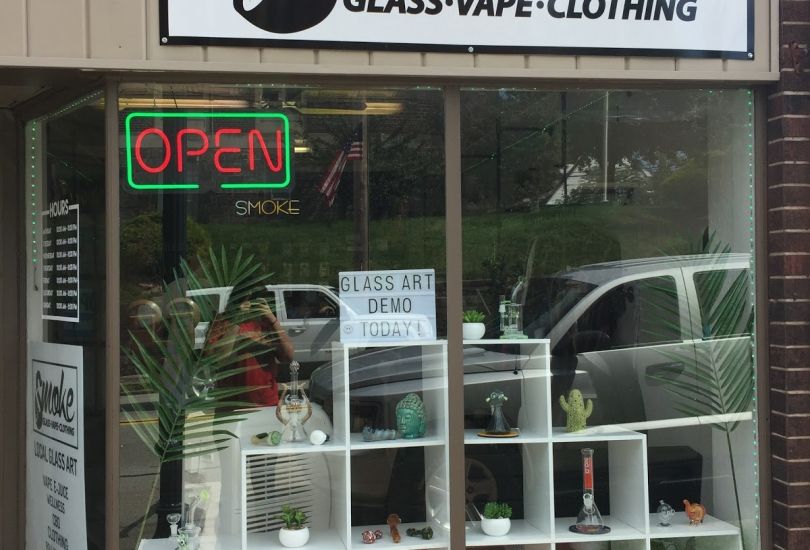 GLASS·VAPE·CLOTHING
OPEN
SMOKE
HOURS
GLASS ART
DEMO
TODAY!
Smoke
GLASS·VAPE·CLOTHING
LOCAL GLASS ART
VAPE E-JUICE
WELLNESS
CBD
CLOTHING